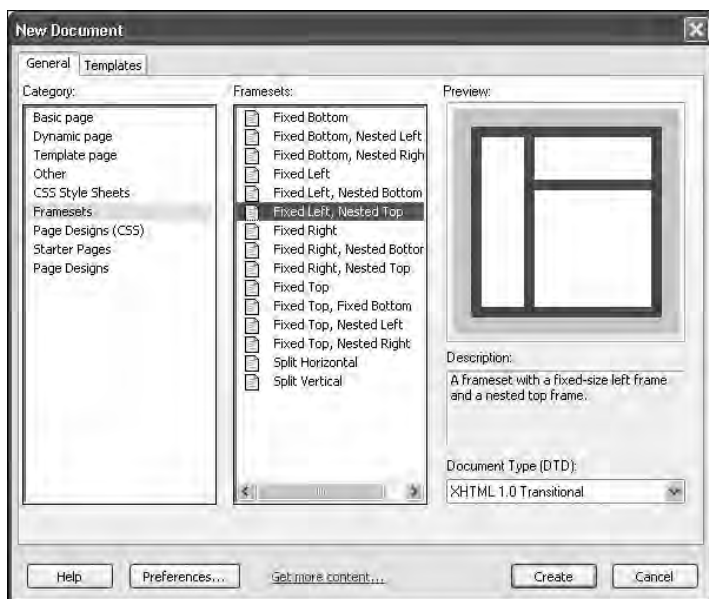 New Document
General
Templates
Category:
Basic page
Dynamic page
Template page
Other
CSS Style Sheets
Framesets
Page Designs (CSS)
Starter Pages
Page Designs
Framesets:
Fixed Bottom
Fixed Bottom, Nested Left
Fixed Bottom, Nested Righ
Fixed Left
Fixed Left, Nested Bottom
Fixed Left, Nested Top
Fixed Right
Fixed Right, Nested Bottor
Fixed Right, Nested Top
Fixed Top
Fixed Top, Fixed Bottom
Fixed Top, Nested Left
Fixed Top, Nested Right
Split Horizontal
Split Vertical
Preview:
Description:
A frameset with a fixed-size left frame
and a nested top frame.
Document Type (DTD):
XHTML 1.0 Transitional
Help
Preferences...
Get more content...
Create
Cancel